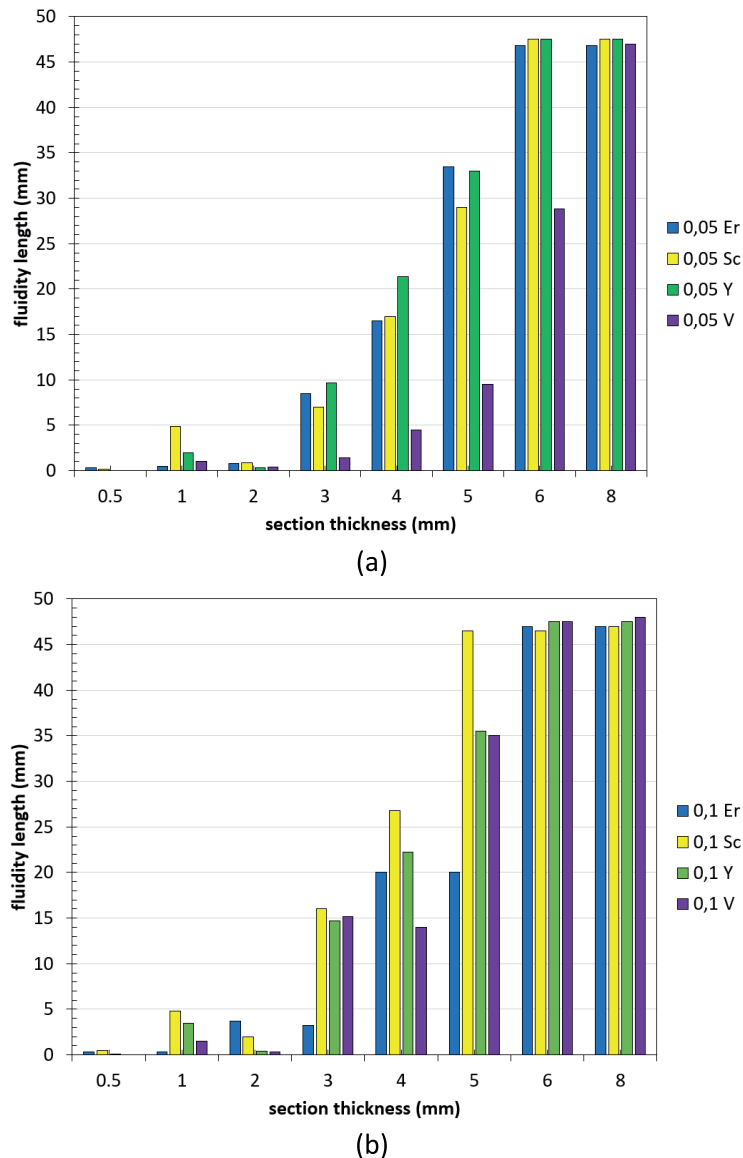 50
45
40
35
30
25
20
15
10
5
0
fluidity length (mm)
0.5 1 2 3 4 5 6 8
section thickness (mm)
0,05 Er
0,05 Sc
0,05 Y
0,05 V
(a)
50
45
40
35
30
25
20
15
10
5
0
fluidity length (mm)
0.5 1 2 3 4 5 6 8
section thickness (mm)
0,1 Er
0,1 Sc
0,1 Y
0,1 V
(b)